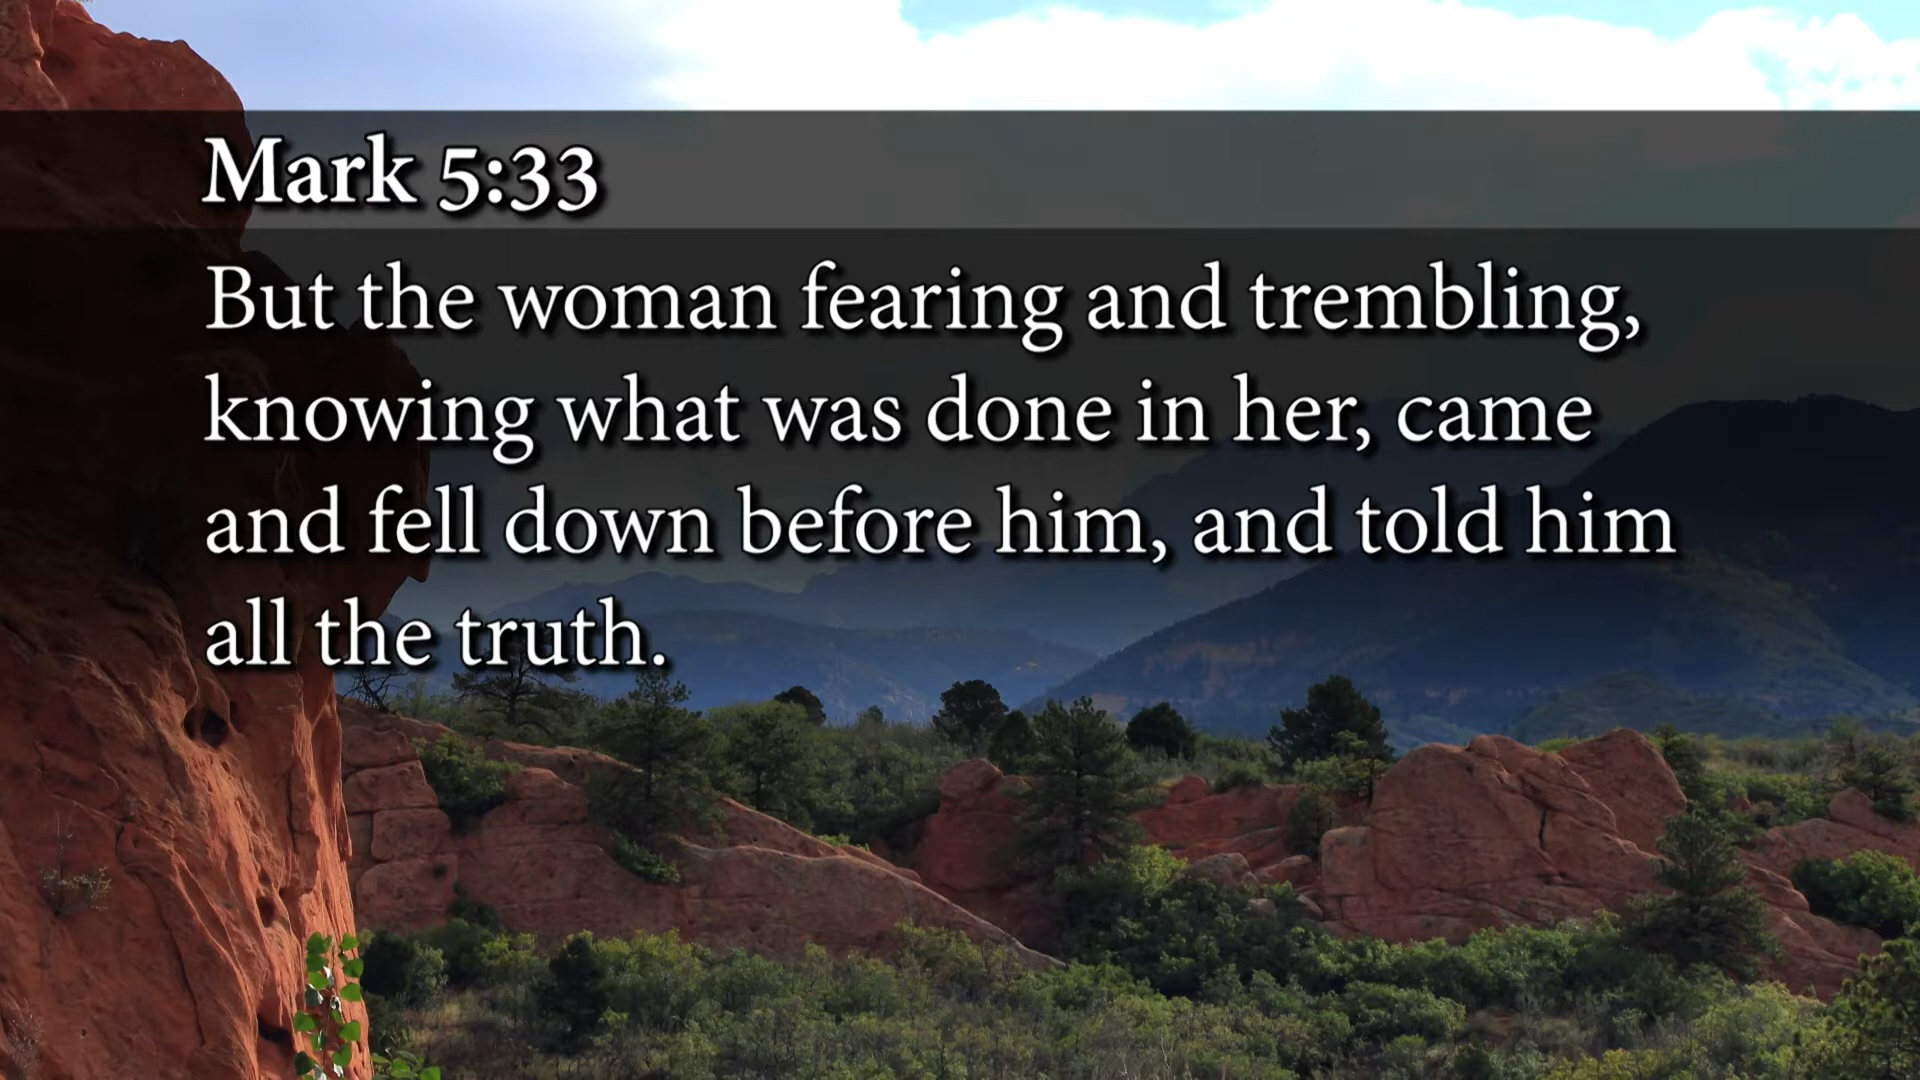 Mark 5:33
But the woman fearing and trembling,
knowing what was done in her, came
and fell down before him, and told him
all the truth.